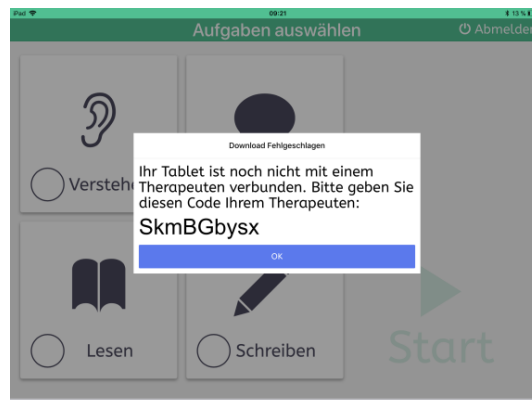 iPad 09:21 13 %
Aufgaben auswählen Abmelden
Download Fehlgeschlagen
Ihr Tablet ist noch nicht mit einem
Therapeuten verbunden. Bitte geben Sie
diesen Code Ihrem Therapeuten:
SkmBGbysx
OK
Versteh
Lesen
Schreiben
Start